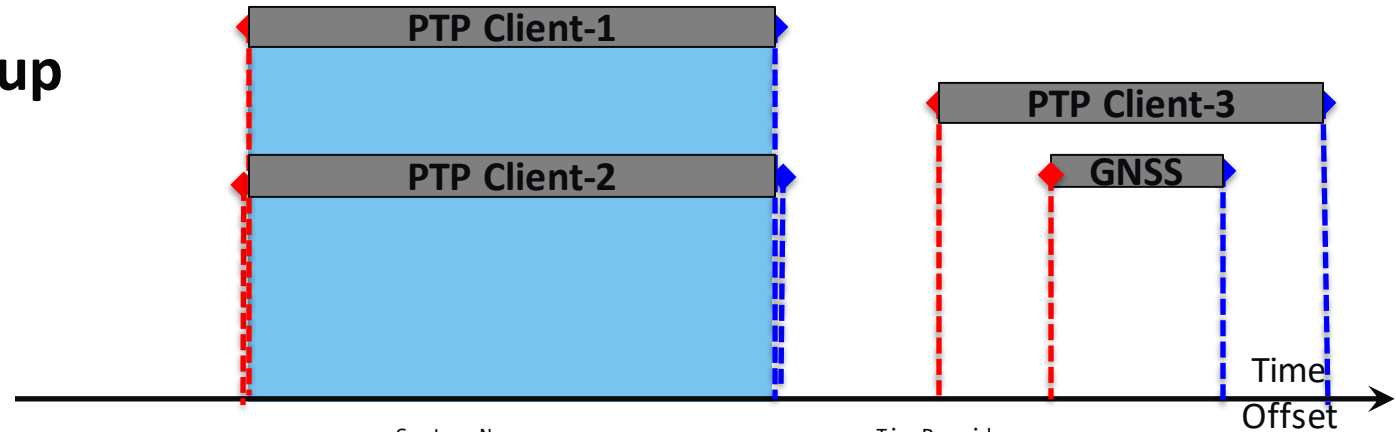 PTP Client-1
up
PTP Client-3
PTP Client-2
GNSS
Time
Offset